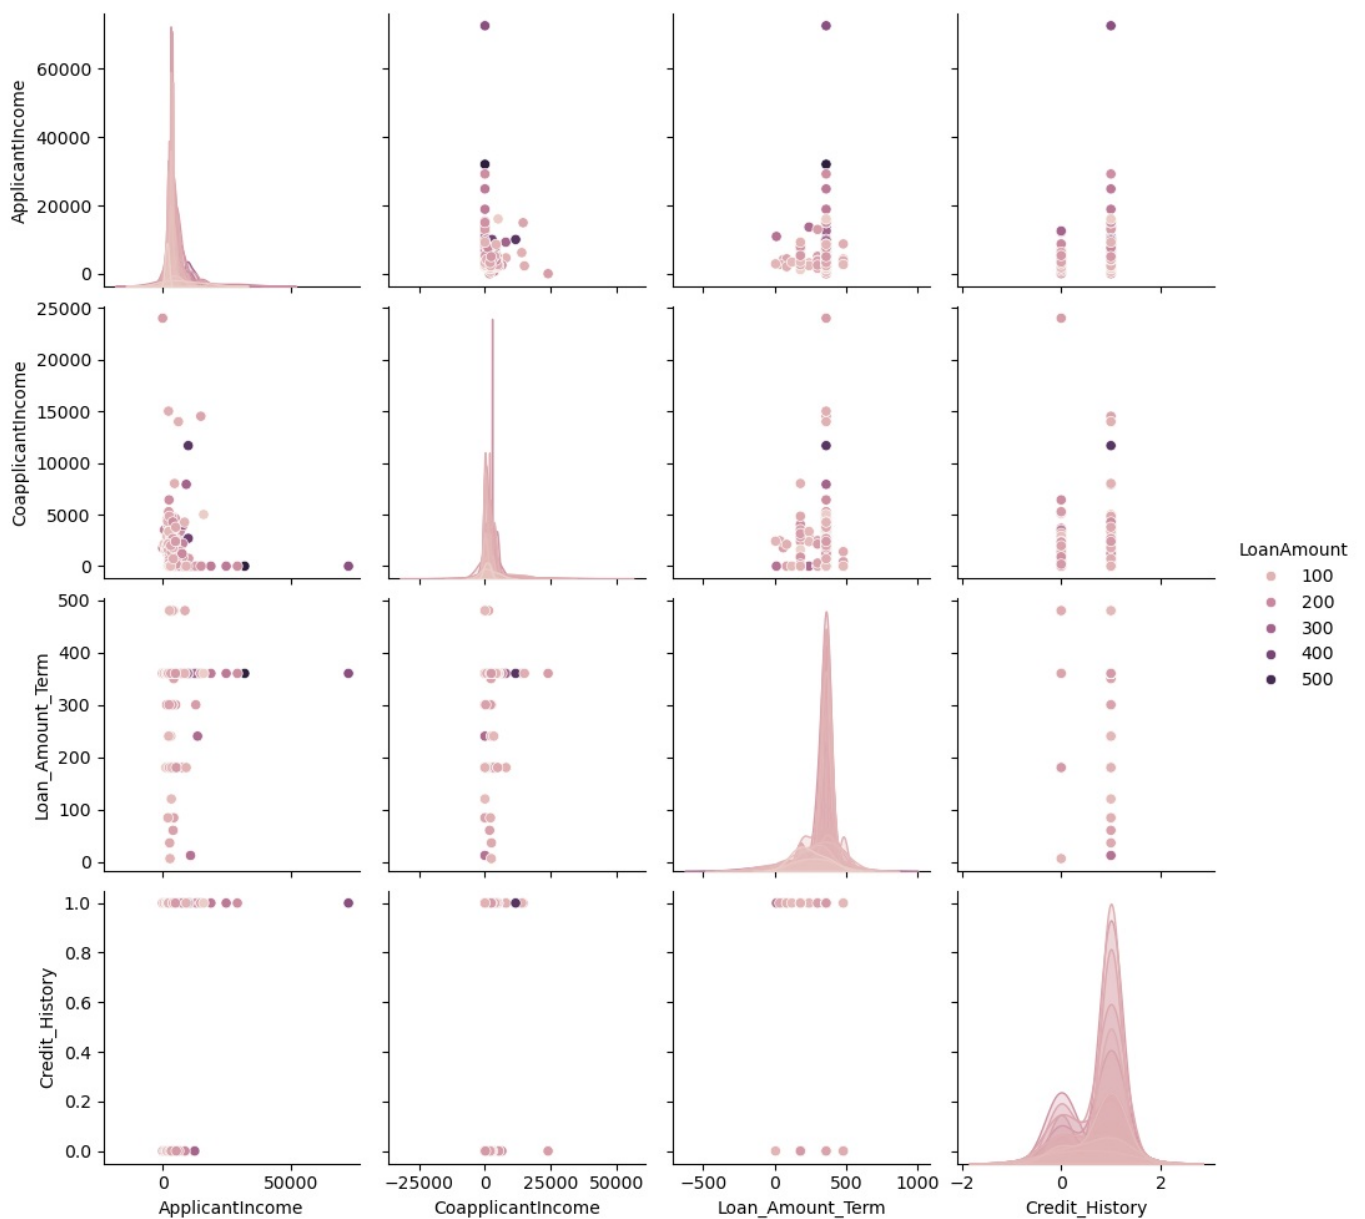 ApplicantIncome
60000
40000
20000
0
CoapplicantIncome
25000
20000
15000
10000
5000
0
LoanAmount
100
200
300
400
500
Loan_Amount_Term
500
400
300
200
100
0
Credit_History
1.0
0.8
0.6
0.4
0.2
0.0
0 50000
−25000 0 25000 50000
−500 0 500 1000
−2 0 2
ApplicantIncome
CoapplicantIncome
Loan_Amount_Term
Credit_History